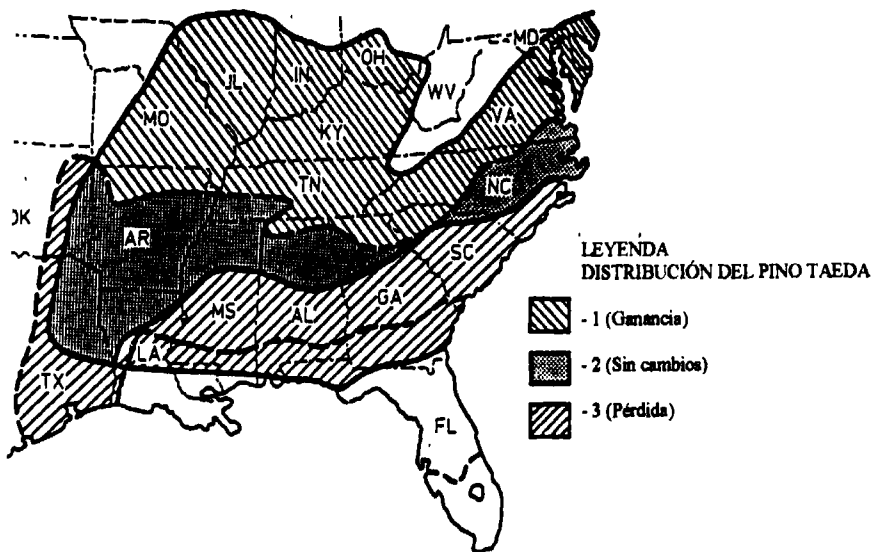 MD
OH
IN
IL
WV
MO
VA
KY
TN
NC
OK
AR
SC
LEYENDA
DISTRIBUCIÓN DEL PINO TAEDA
MS
AL
GA
- 1 (Ganancia)
LA
- 2 (Sin cambios)
TX
- 3 (Pérdida)
FL